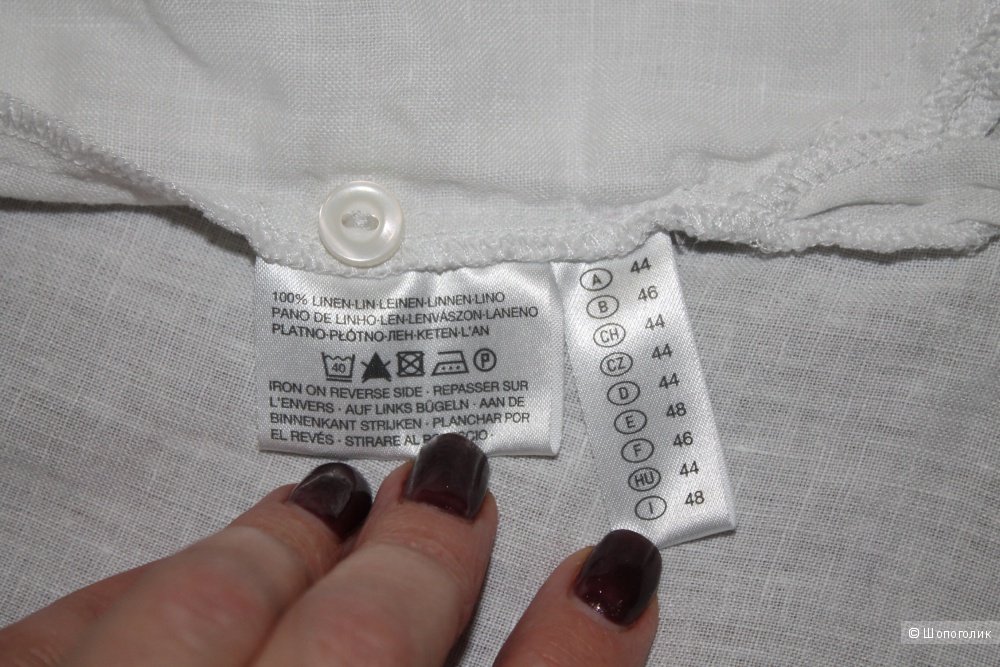 100% LINEN·LIN·LEINEN·LINNEN·LINO
PANO DE LINHO·LEN·LENVÁSZON·LANENO
PLATNO·PŁÓTNO·ЛЕН·KETEN·L'AN
40 P
IRON ON REVERSE SIDE · REPASSER SUR
L'ENVERS · AUF LINKS BÜGELN · AAN DE
BINNENKANT STRIJKEN · PLANCHAR POR
EL REVÉS · STIRARE AL
A 44
B 46
CH 44
CZ 44
D 44
E 48
F 46
HU 44
I 48
© Шопоголик